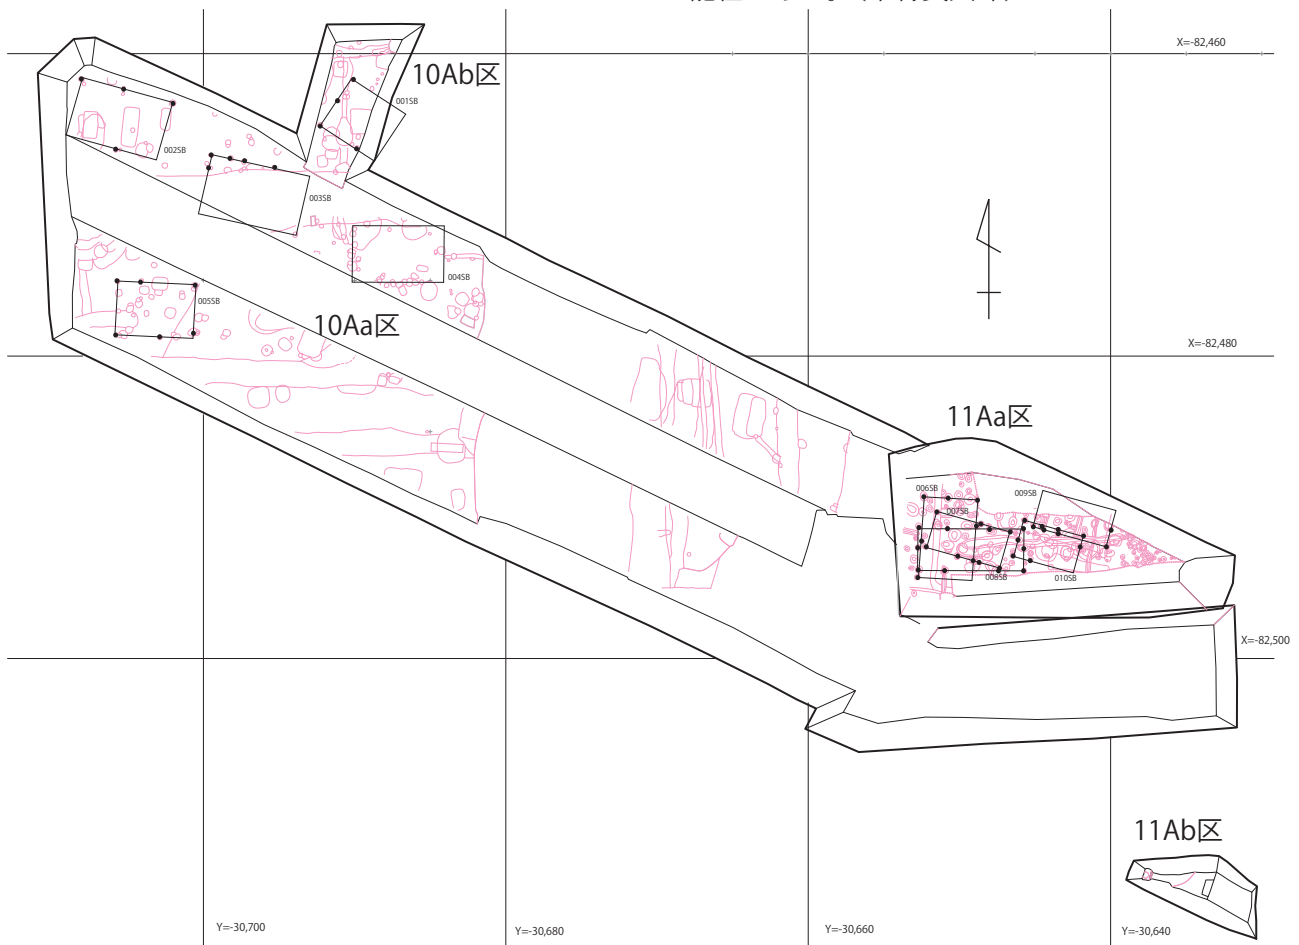 X=-82,460
10Ab区
001SB
002SB
003SB
004SB
005SB
10Aa区
X=-82,480
11Aa区
006SB
009SB
007SB
008SB
010SB
X=-82,500
11Ab区
Y=-30,700
Y=-30,680
Y=-30,660
Y=-30,640